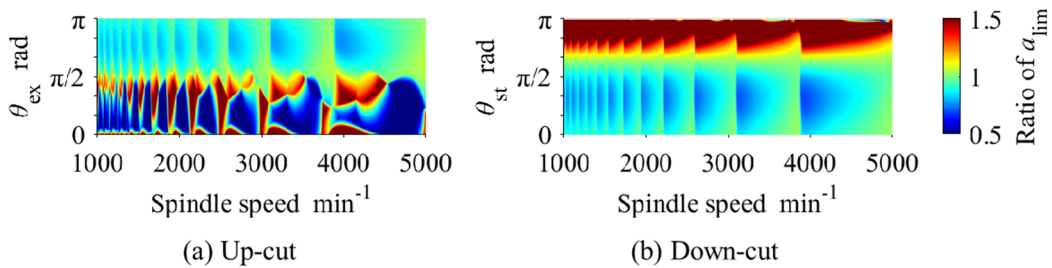 π
π/2
0
θex rad
1000 2000 3000 4000 5000
Spindle speed min-1
(a) Up-cut
π
π/2
0
θst rad
1000 2000 3000 4000 5000
Spindle speed min-1
(b) Down-cut
1.5
1
0.5
Ratio of alim